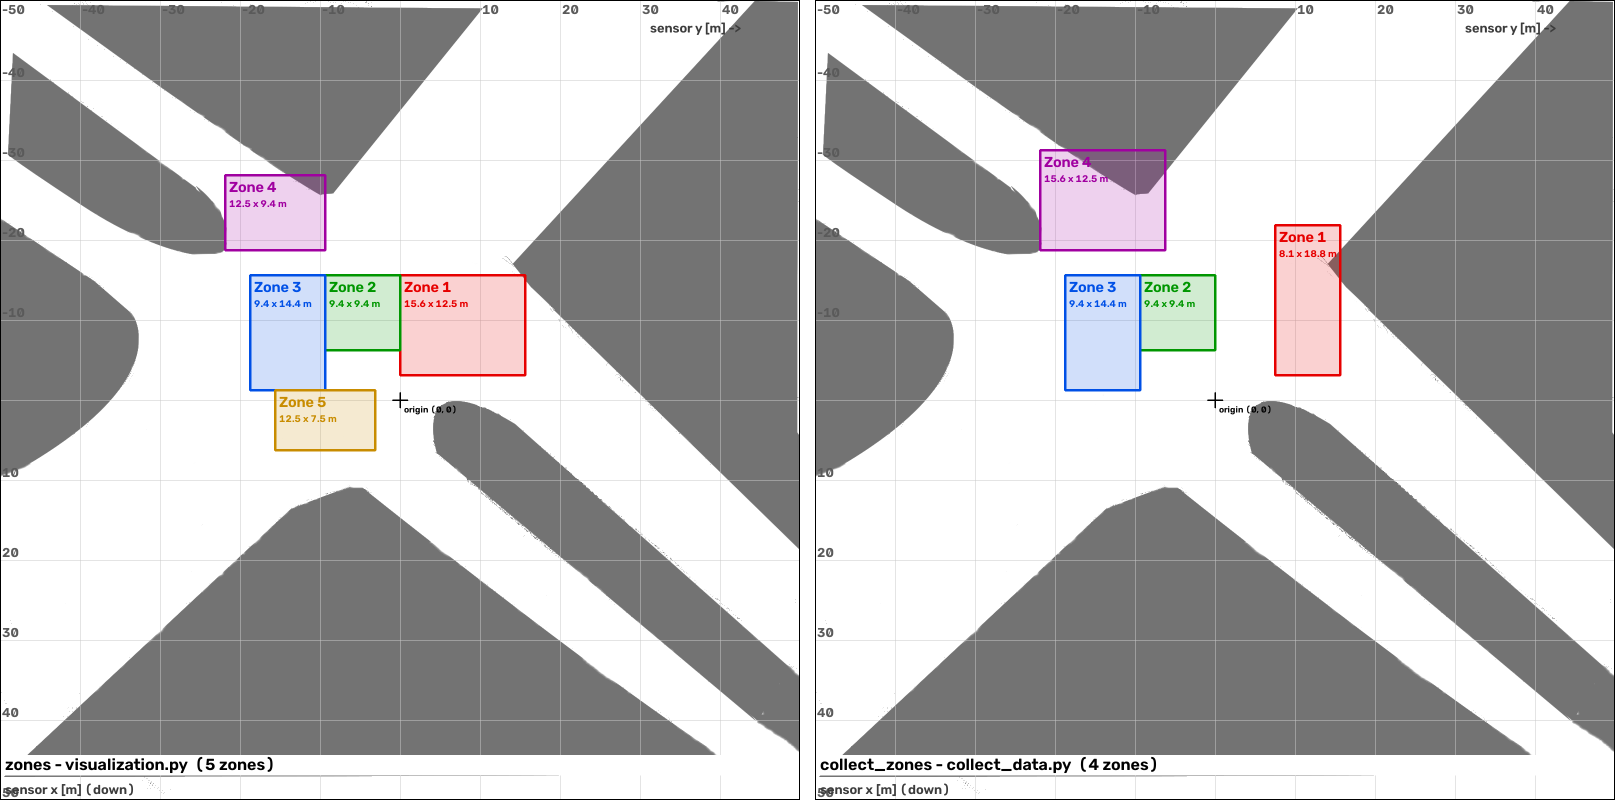 -50 -40 -30 -20 -10 10 20 30 40
sensor y [m] ->
-40
-30
-20
-10
10
20
30
40
50
Zone 4
12.5 x 9.4 m
Zone 3
9.4 x 14.4 m
Zone 2
9.4 x 9.4 m
Zone 1
15.6 x 12.5 m
Zone 5
12.5 x 7.5 m
origin (0, 0)
zones - visualization.py (5 zones)
sensor x [m] (down)
-50 -40 -30 -20 -10 10 20 30 40
sensor y [m] ->
-40
-30
-20
-10
10
20
30
40
50
Zone 4
15.6 x 12.5 m
Zone 1
8.1 x 18.8 m
Zone 3
9.4 x 14.4 m
Zone 2
9.4 x 9.4 m
origin (0, 0)
collect_zones - collect_data.py (4 zones)
sensor x [m] (down)